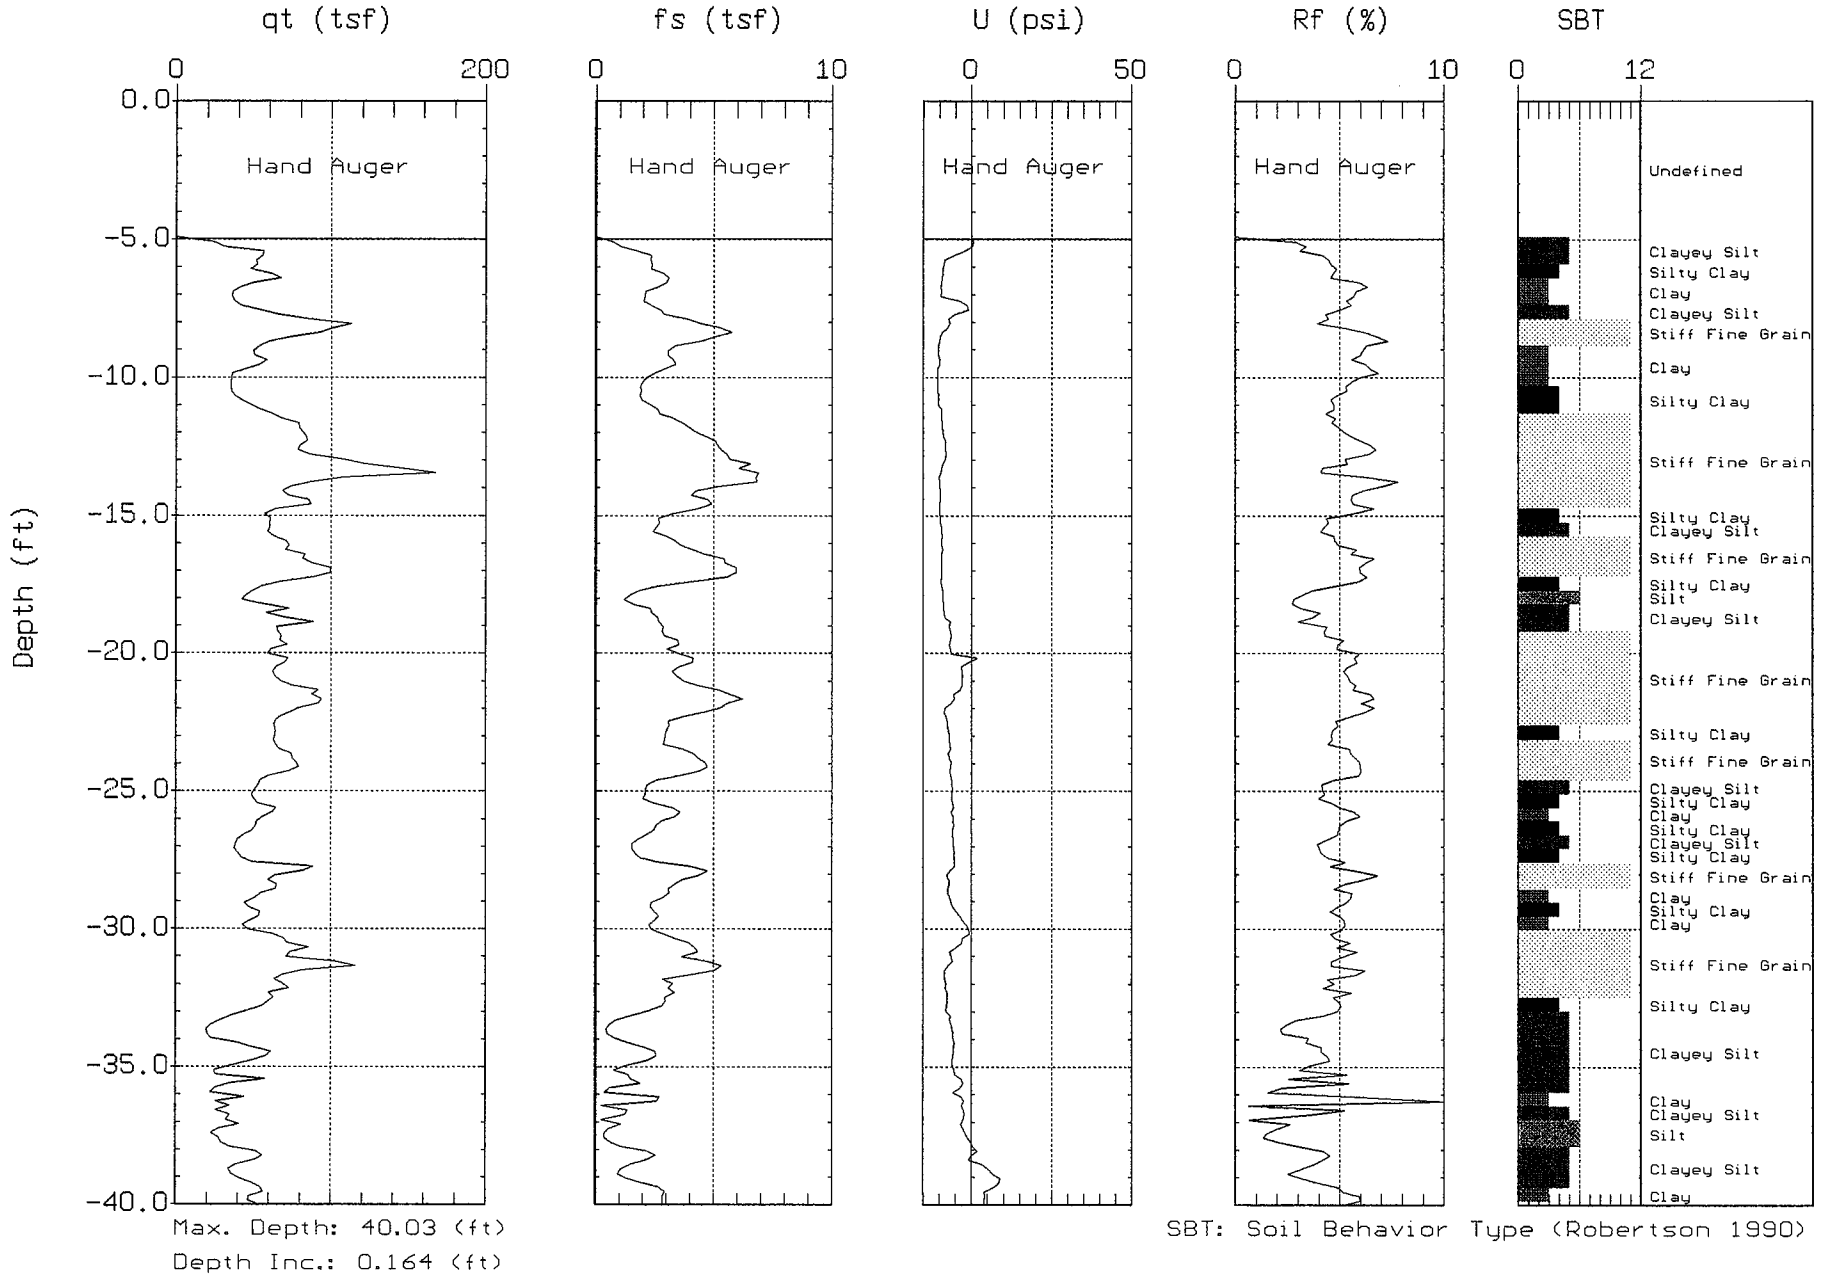 qt (tsf) fs (tsf) U (psi) Rf (%) SBT
0 200 0 10 0 50 0 10 0 12
0.0
Hand Auger Hand Auger Hand Auger Hand Auger Undefined
-5.0
Clayey Silt
Silty Clay
Clay
Clayey Silt
Stiff Fine Grain
Clay
-10.0
Silty Clay
Stiff Fine Grain
-15.0
Silty Clay
Clayey Silt
Stiff Fine Grain
Silty Clay
Silt
Clayey Silt
Depth (ft)
-20.0
Stiff Fine Grain
Silty Clay
Stiff Fine Grain
-25.0
Clayey Silt
Silty Clay
Clay
Silty Clay
Clayey Silt
Silty Clay
Stiff Fine Grain
Clay
Silty Clay
Clay
-30.0
Stiff Fine Grain
Silty Clay
Clayey Silt
-35.0
Clay
Clayey Silt
Silt
Clayey Silt
Clay
-40.0
Max. Depth: 40.03 (ft)
Depth Inc.: 0.164 (ft)
SBT: Soil Behavior Type (Robertson 1990)